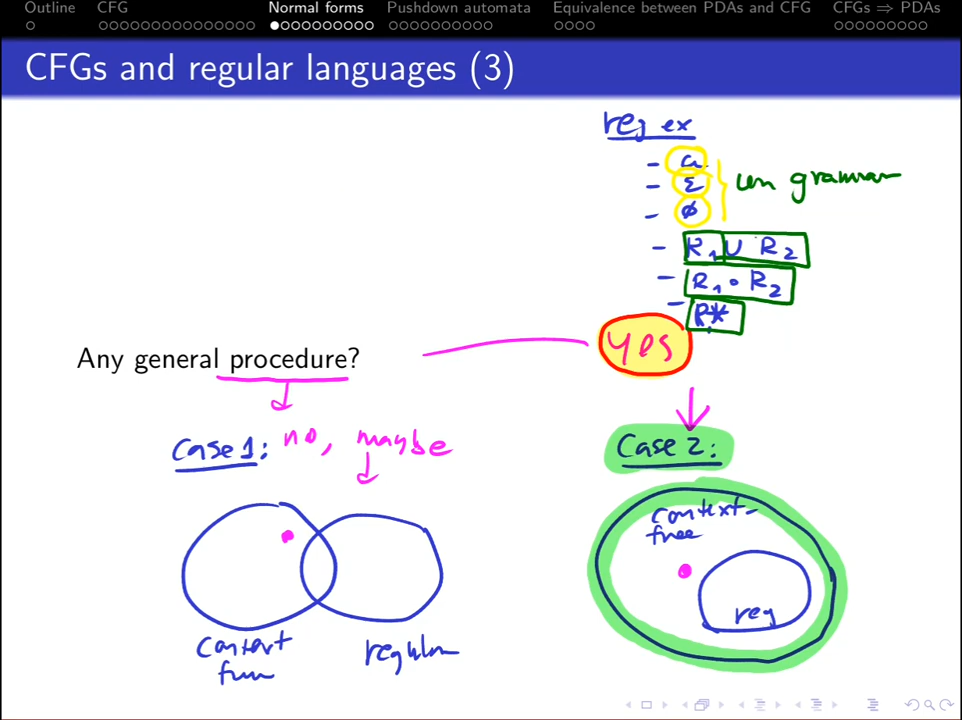 Outline CFG Normal forms Pushdown automata Equivalence between PDAs and CFG CFGs ⇒ PDAs
CFGs and regular languages (3)
reg ex
- a
- Σ
- ∅
grammar
- R₁ ∪ R₂
- R₁ ∘ R₂
- R*
YES
Any general procedure?
Case 1: no, maybe
Case 2:
context-
free
reg
context
regular